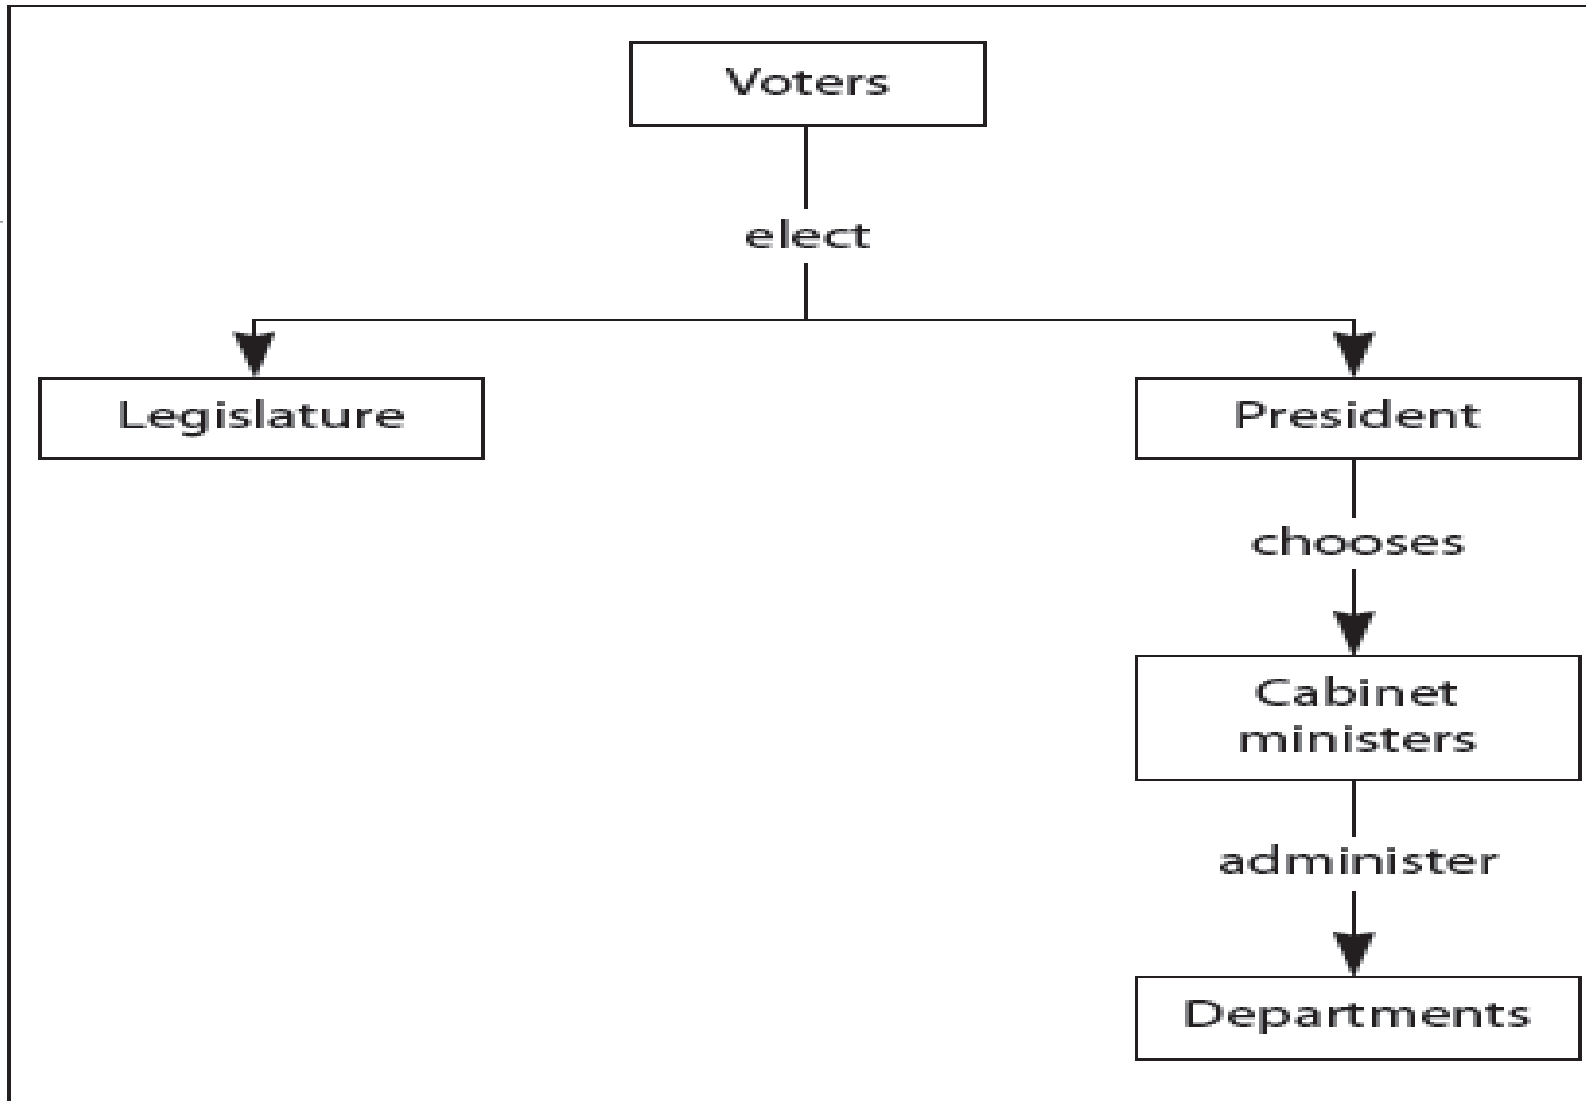 Voters
elect
Legislature
President
chooses
Cabinet
ministers
administer
Departments